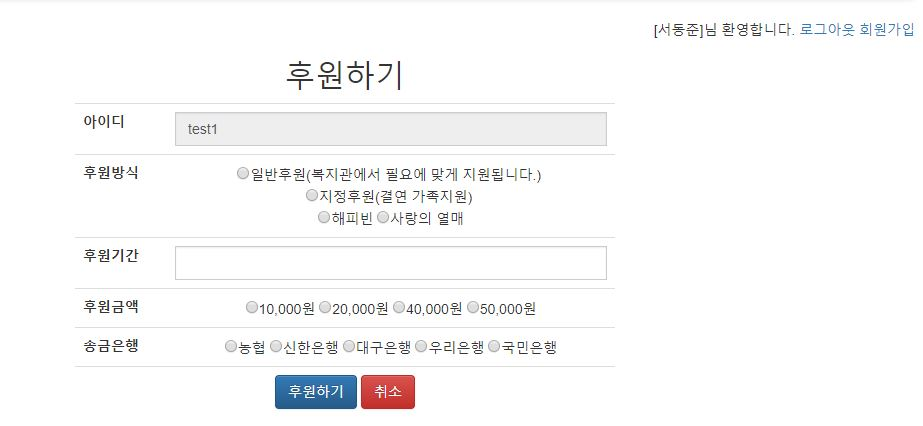 [서동준]님 환영합니다. 로그아웃 회원가입
후원하기
아이디 test1
후원방식 일반후원(복지관에서 필요에 맞게 지원됩니다.)
지정후원(결연 가족지원)
해피빈 사랑의 열매
후원기간
후원금액 10,000원 20,000원 40,000원 50,000원
송금은행 농협 신한은행 대구은행 우리은행 국민은행
후원하기 취소